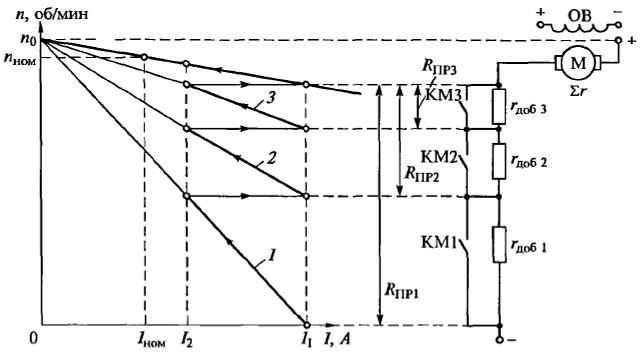 n, об/мин
n₀
nном
ОВ
+
−
+
M
Σr
RПР3
КМ3
rдоб 3
3
2
КМ2
RПР2
rдоб 2
КМ1
rдоб 1
1
RПР1
0
Iном
I₂
I₁
I, A
−